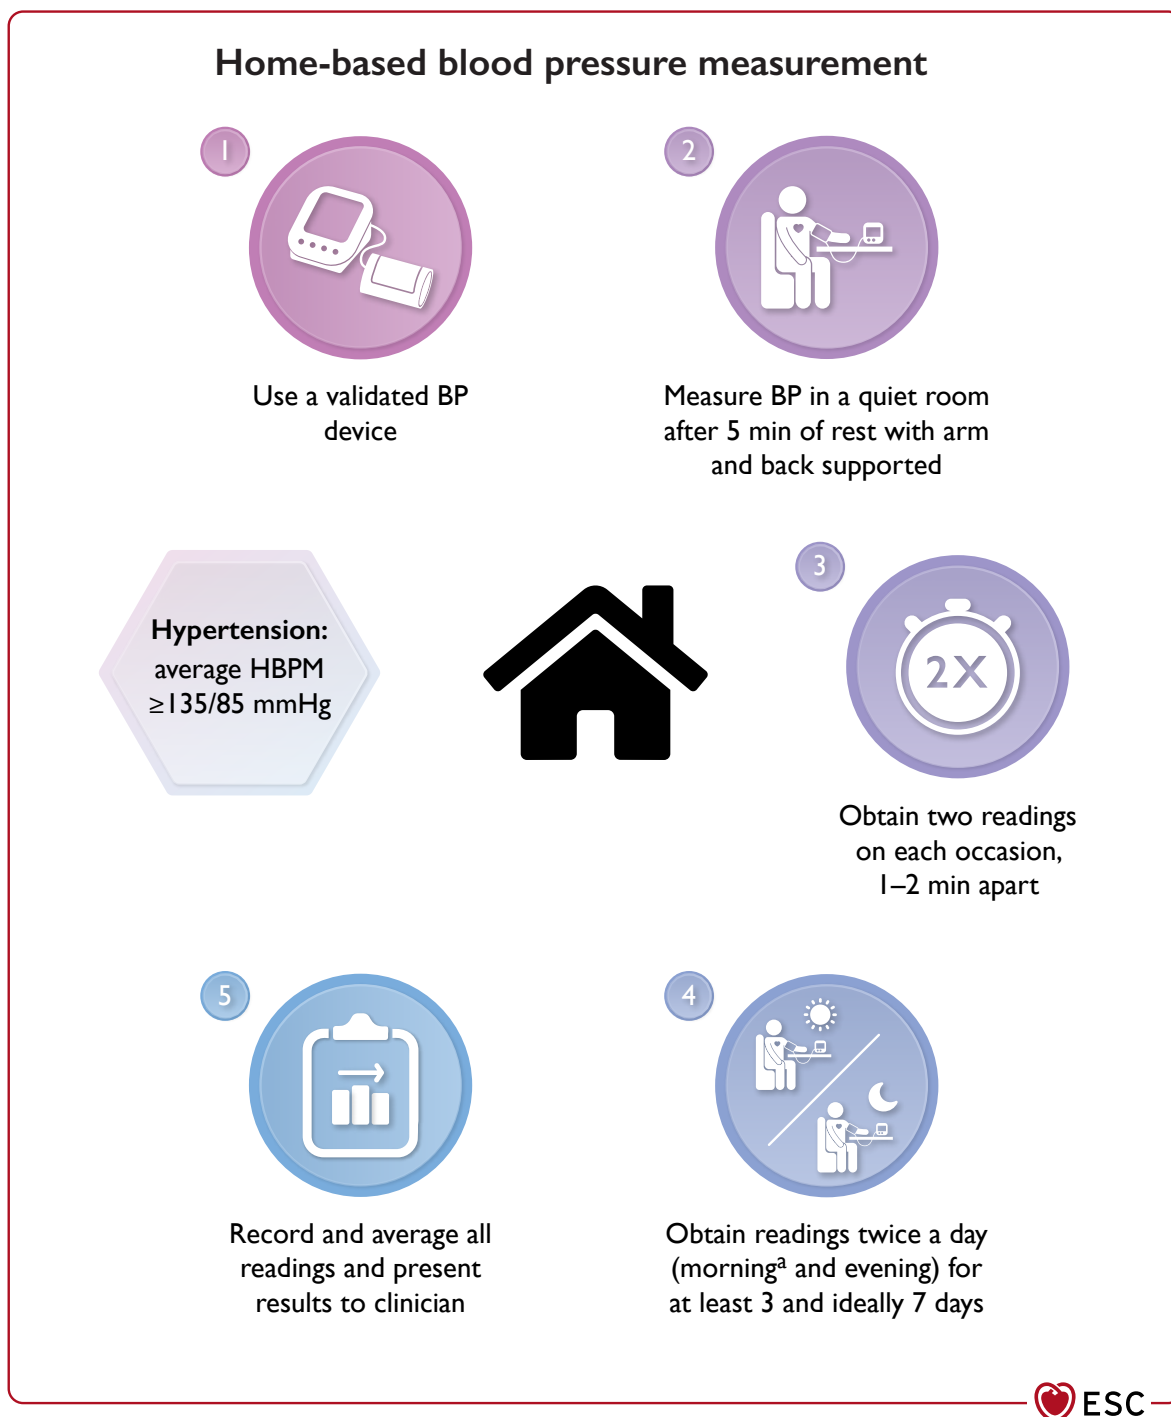 Home-based blood pressure measurement
1
2
Use a validated BP
device
Measure BP in a quiet room
after 5 min of rest with arm
and back supported
Hypertension:
average HBPM
≥135/85 mmHg
3
2X
Obtain two readings
on each occasion,
1–2 min apart
5
4
Record and average all
readings and present
results to clinician
Obtain readings twice a day
(morningᵃ and evening) for
at least 3 and ideally 7 days
ESC